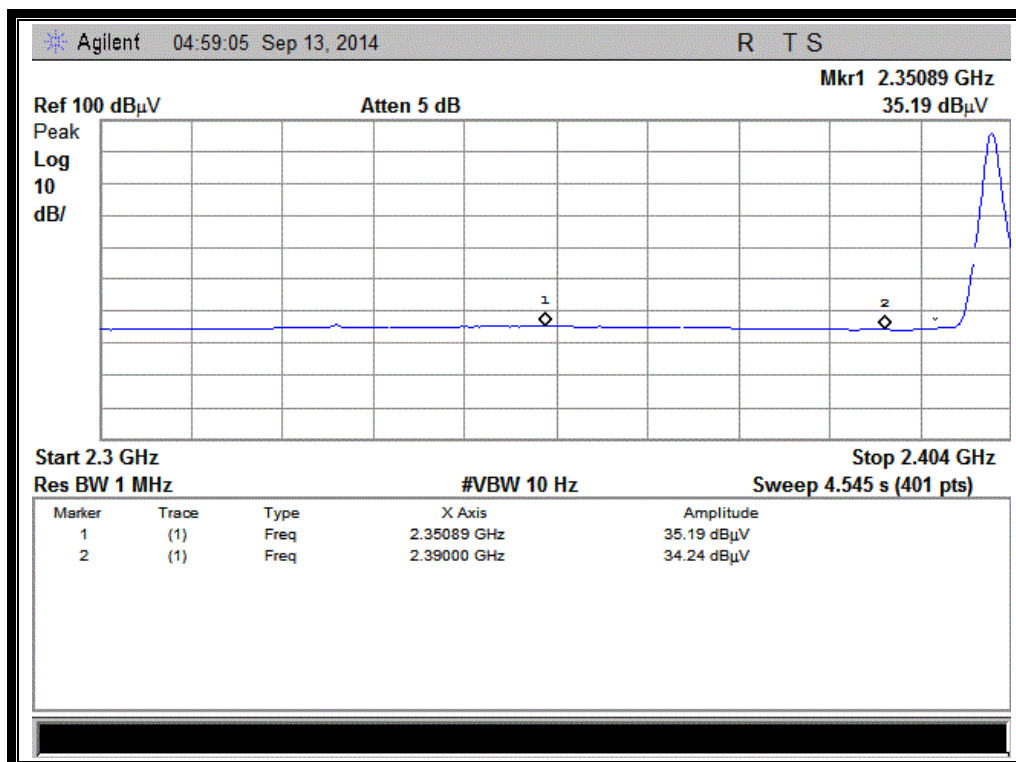 Agilent 04:59:05 Sep 13, 2014 R T S
Mkr1 2.35089 GHz
Ref 100 dBµV Atten 5 dB 35.19 dBµV
Peak
Log
10
dB/
1
2
Start 2.3 GHz Stop 2.404 GHz
Res BW 1 MHz #VBW 10 Hz Sweep 4.545 s (401 pts)
Marker Trace Type X Axis Amplitude
1 (1) Freq 2.35089 GHz 35.19 dBµV
2 (1) Freq 2.39000 GHz 34.24 dBµV